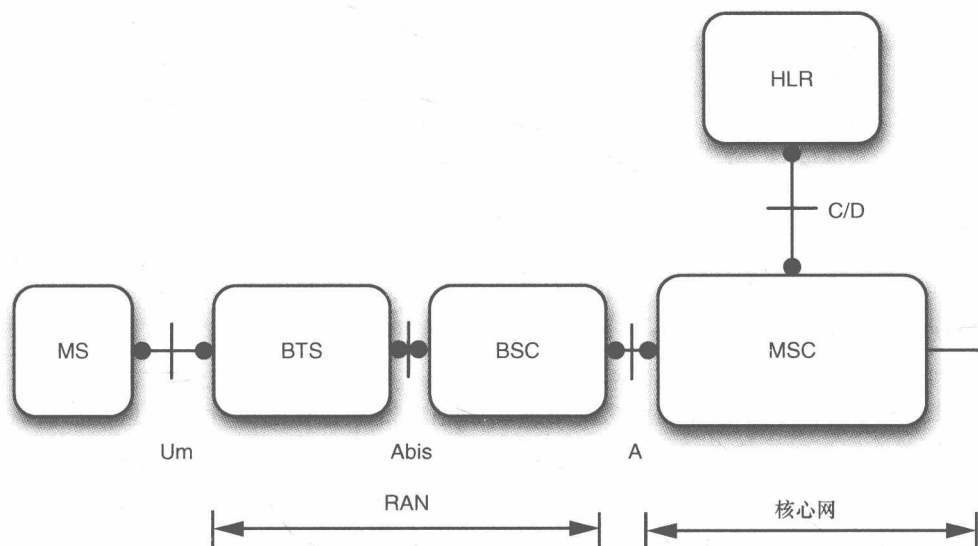 HLR
C/D
MS
BTS
BSC
MSC
Um
Abis
A
RAN
核心网